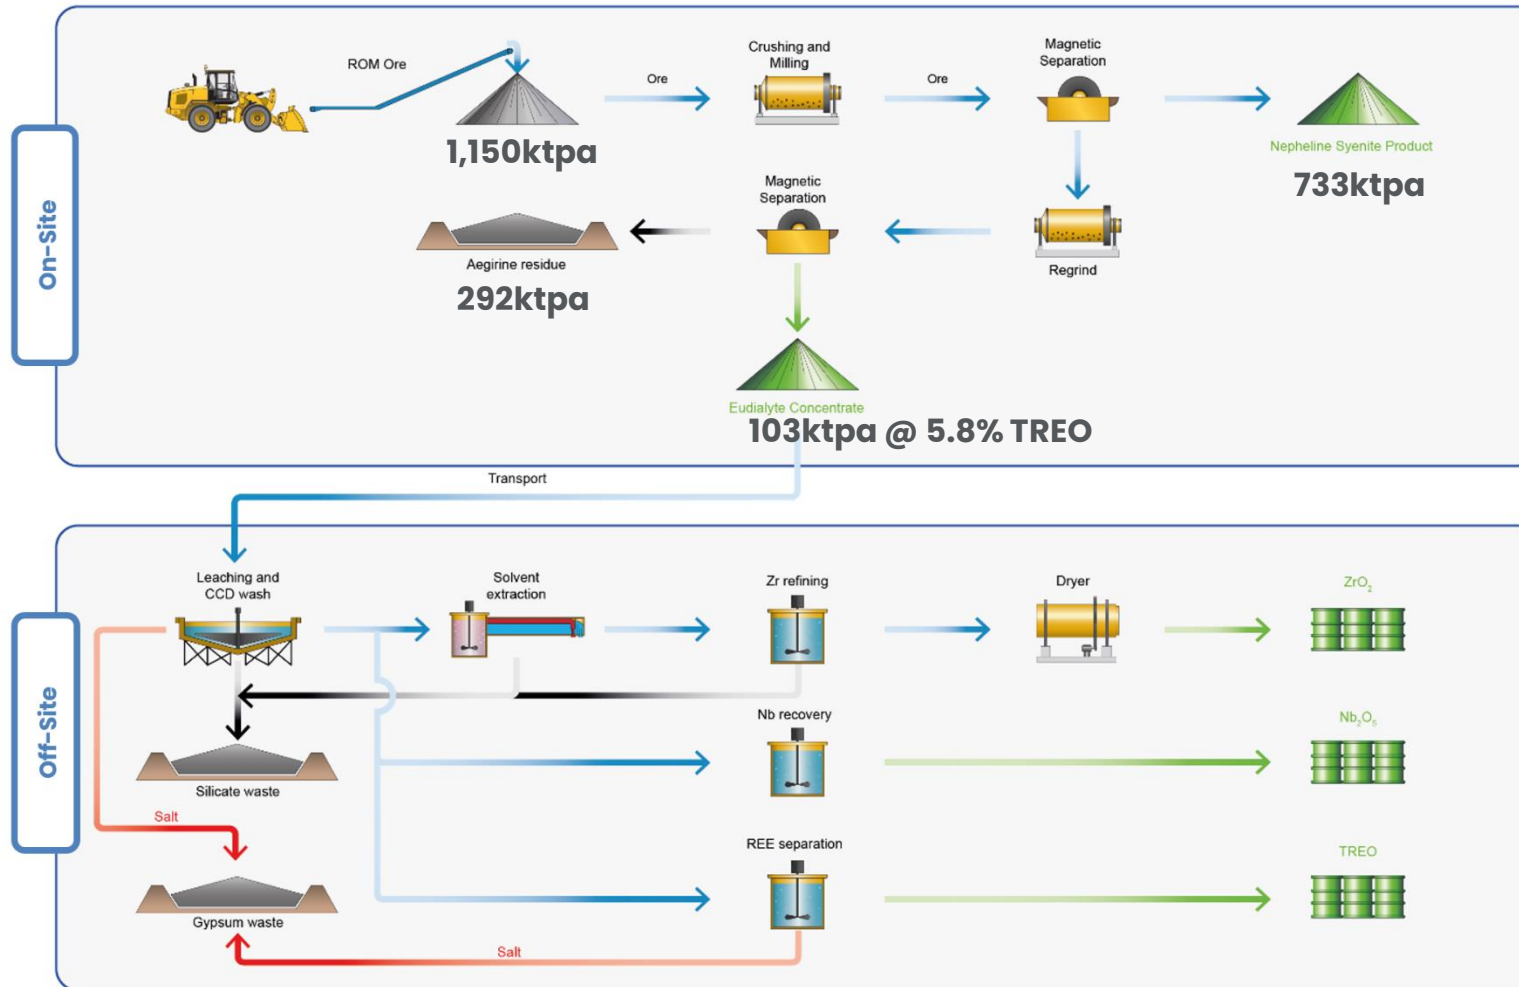 On-Site
ROM Ore
1,150ktpa
Ore
Crushing and
Milling
Ore
Magnetic
Separation
Nepheline Syenite Product
733ktpa
Regrind
Magnetic
Separation
Aegirine residue
292ktpa
Eudialyte Concentrate
103ktpa @ 5.8% TREO
Transport
Off-Site
Leaching and
CCD wash
Solvent
extraction
Zr refining
Dryer
ZrO₂
Silicate waste
Nb recovery
Nb₂O₅
Salt
Gypsum waste
REE separation
TREO
Salt